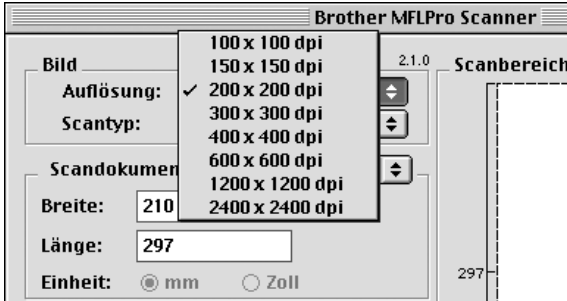 Brother MFLPro Scanner
100 x 100 dpi
Bild
150 x 150 dpi
2.1.0
Scanbereich
Auflösung:
✓ 200 x 200 dpi
300 x 300 dpi
Scantyp:
400 x 400 dpi
600 x 600 dpi
Scandokumen
1200 x 1200 dpi
Breite:
210
2400 x 2400 dpi
Länge:
297
297
Einheit:
mm
Zoll